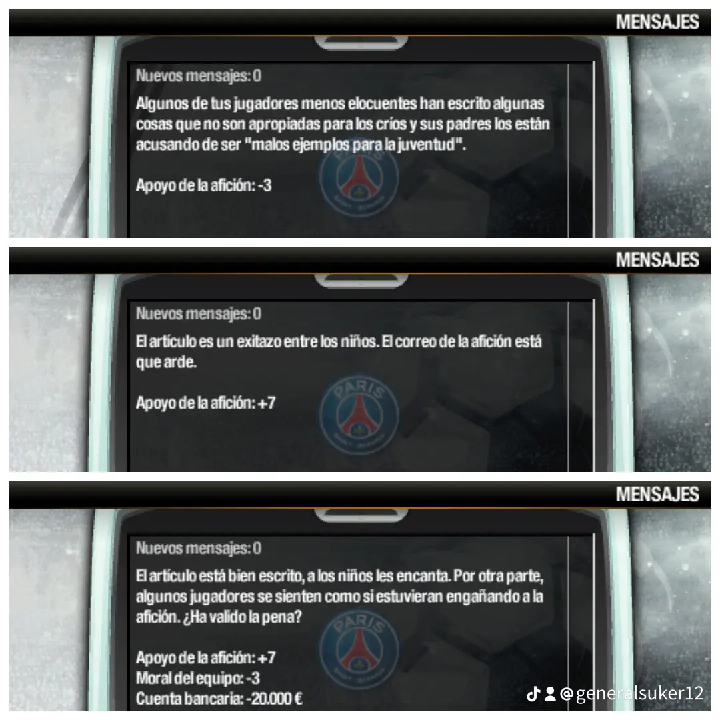 MENSAJES
Nuevos mensajes: 0
Algunos de tus jugadores menos elocuentes han escrito algunas
cosas que no son apropiadas para los críos y sus padres los están
acusando de ser "malos ejemplos para la juventud".
Apoyo de la afición: -3
PARIS
MENSAJES
Nuevos mensajes: 0
El artículo es un exitazo entre los niños. El correo de la afición está
que arde.
Apoyo de la afición: +7
PARIS
MENSAJES
Nuevos mensajes: 0
El artículo está bien escrito, a los niños les encanta. Por otra parte,
algunos jugadores se sienten como si estuvieran engañando a la
afición. ¿Ha valido la pena?
PARIS
Apoyo de la afición: +7
Moral del equipo: -3
Cuenta bancaria: -20.000 €
@generalsuker12